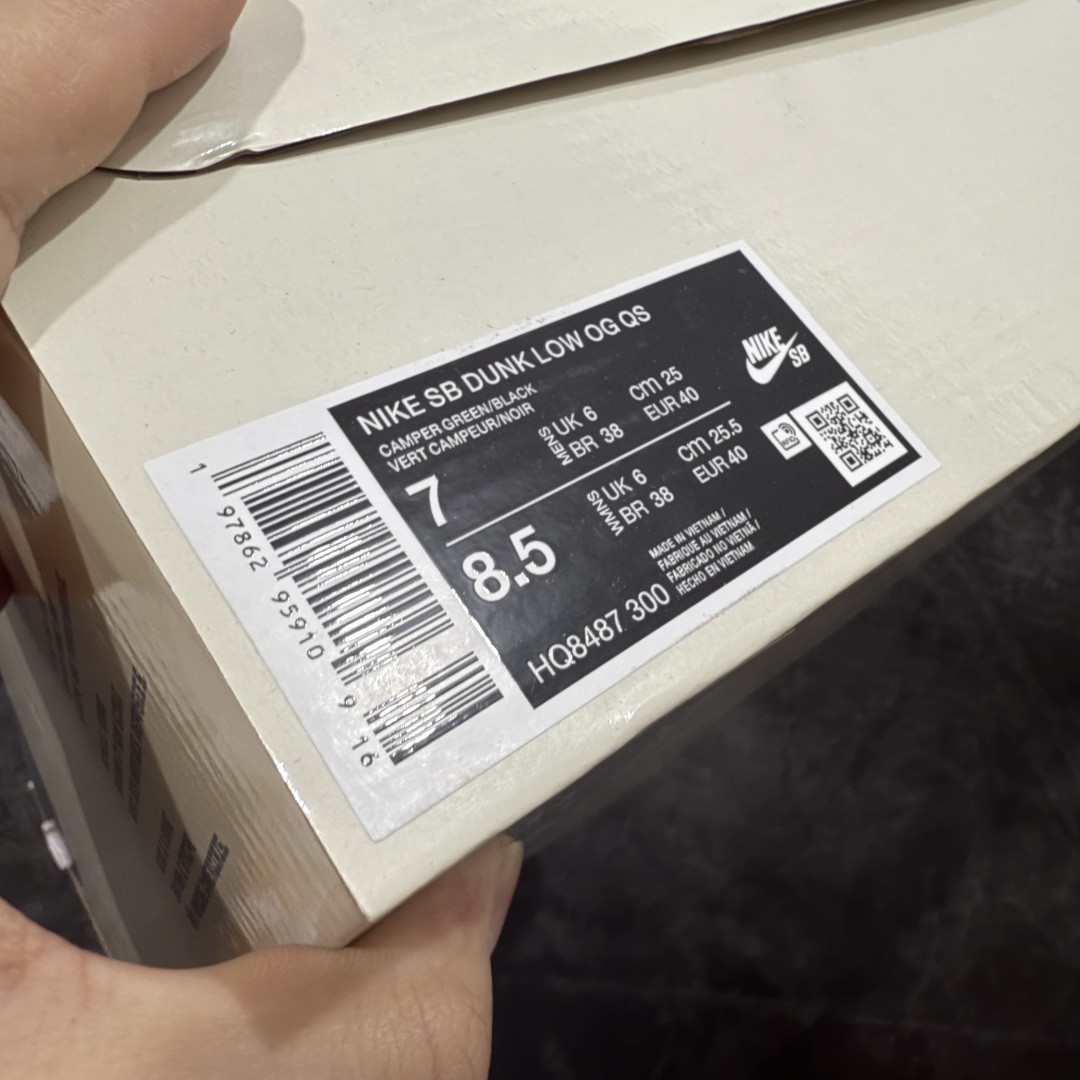 NIKE SB DUNK LOW OG QS
CAMPER GREEN/BLACK
VERT CAMPEUR/NOIR
NIKE
SB
7
MENS
UK 6
cm 25
BR 38
EUR 40
8.5
WMNS
UK 6
cm 25.5
BR 38
EUR 40
MADE IN VIETNAM /
FABRIQUE AU VIETNAM /
FABRICADO NO VIETNÃ /
HECHO EN VIETNAM
HQ8487 300
1 97862 95910 9 16